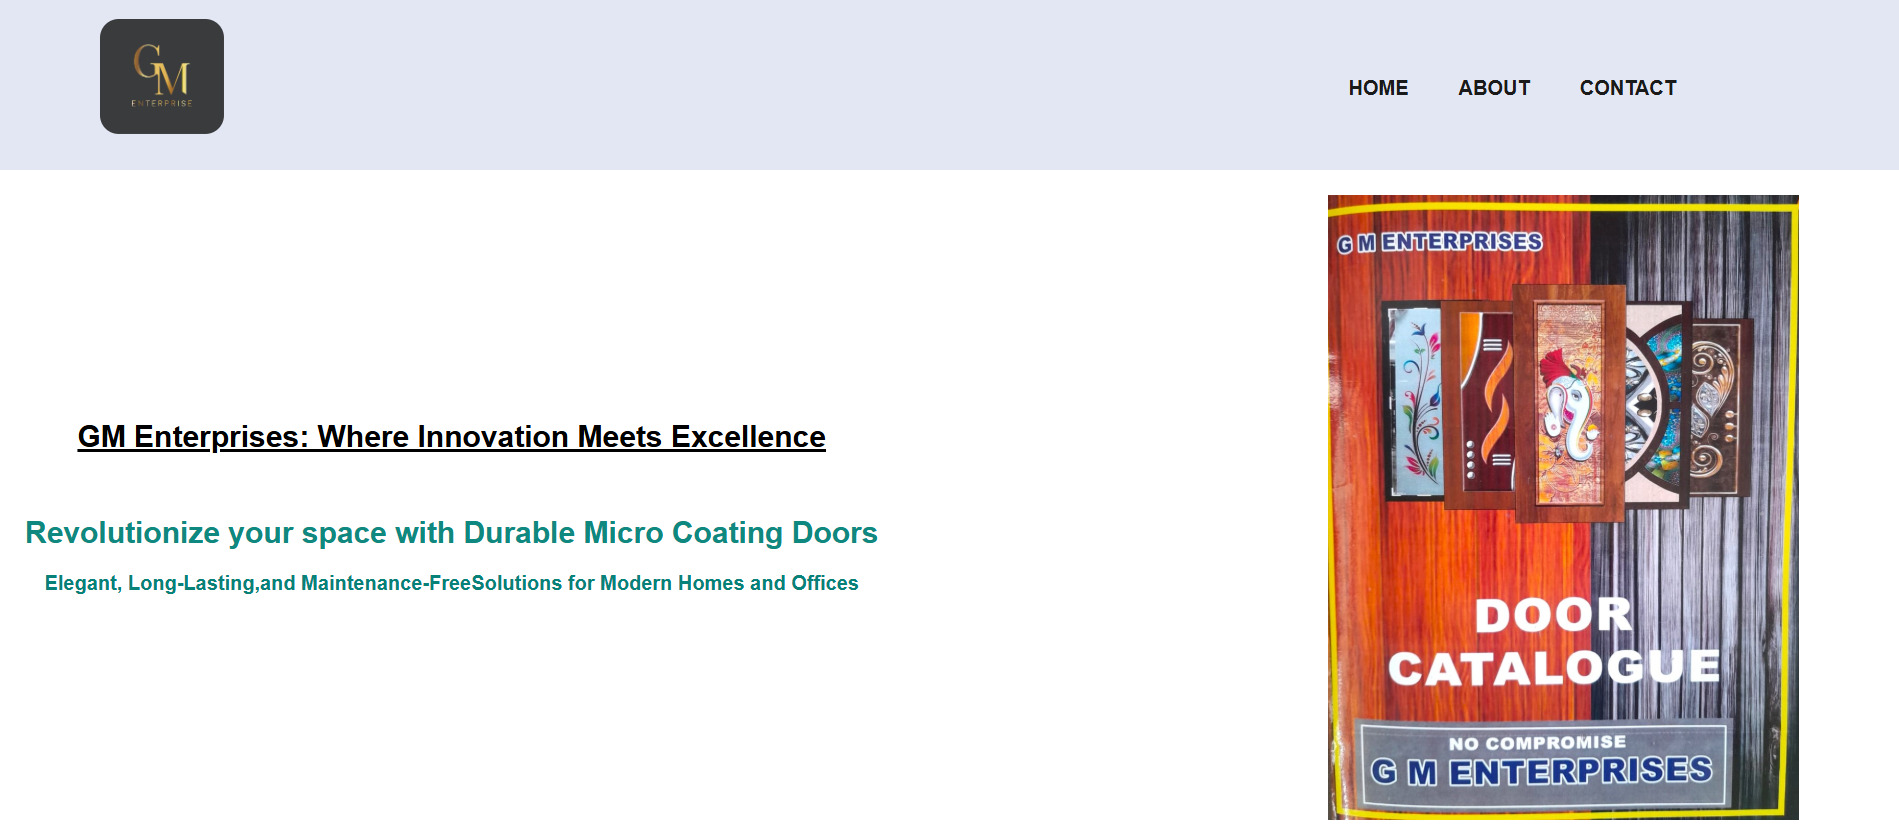 GM
ENTERPRISE
HOME ABOUT CONTACT
GM Enterprises: Where Innovation Meets Excellence
Revolutionize your space with Durable Micro Coating Doors
Elegant, Long-Lasting,and Maintenance-FreeSolutions for Modern Homes and Offices
G M ENTERPRISES
DOOR
CATALOGUE
NO COMPROMISE
G M ENTERPRISES